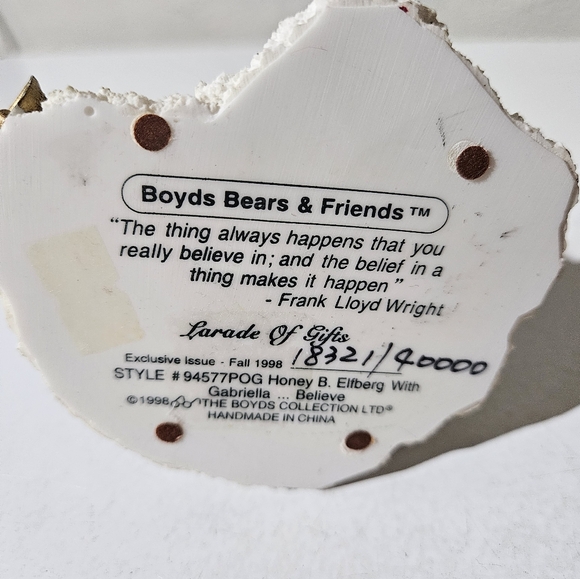 Boyds Bears & Friends™
"The thing always happens that you
really believe in; and the belief in a
thing makes it happen"
- Frank Lloyd Wright
Parade Of Gifts
Exclusive Issue - Fall 1998 18321/40000
STYLE # 94577POG Honey B. Elfberg With
Gabriella ... Believe
©1998 THE BOYDS COLLECTION LTD®
HANDMADE IN CHINA